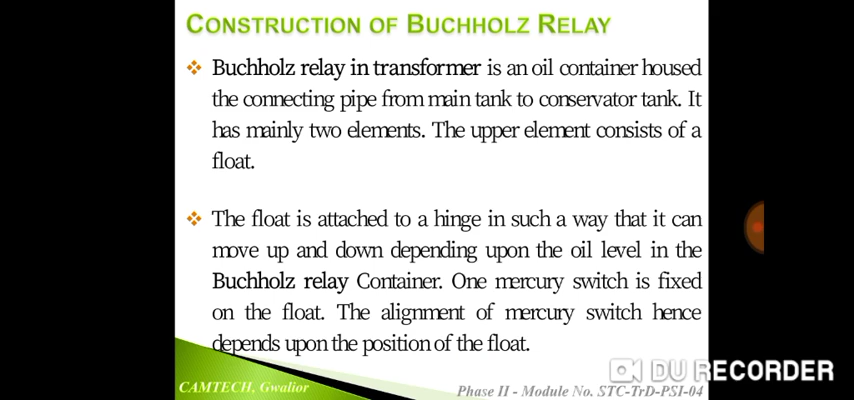 CONSTRUCTION OF BUCHHOLZ RELAY
Buchholz relay in transformer is an oil container housed
the connecting pipe from main tank to conservator tank. It
has mainly two elements. The upper element consists of a
float.
The float is attached to a hinge in such a way that it can
move up and down depending upon the oil level in the
Buchholz relay Container. One mercury switch is fixed
on the float. The alignment of mercury switch hence
depends upon the position of the float.
DU RECORDER
CAMTECH, Gwalior
Phase II - Module No. STC-TrD-PSI-04